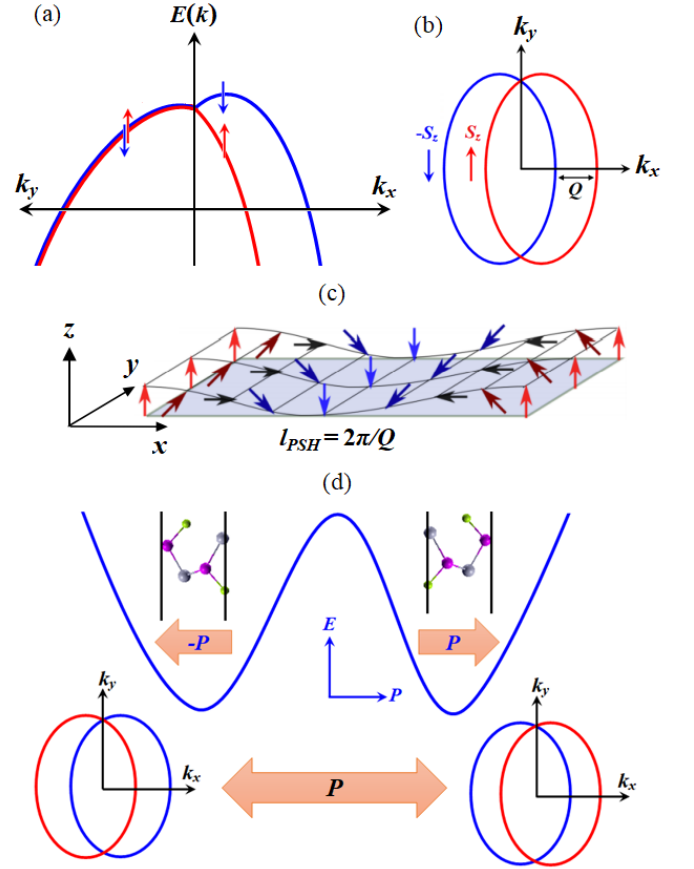 (a)
E(k)
k_y
k_x
(b)
k_y
-S_z
S_z
k_x
Q
(c)
z
y
x
l_PSH = 2π/Q
(d)
-P
E
P
P
k_y
k_x
P
k_y
k_x